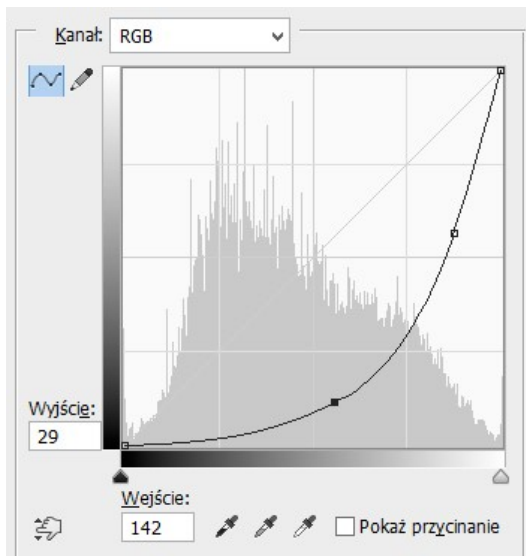 Kanał: RGB
Wyjście:
29
Wejście:
142
Pokaż przycinanie